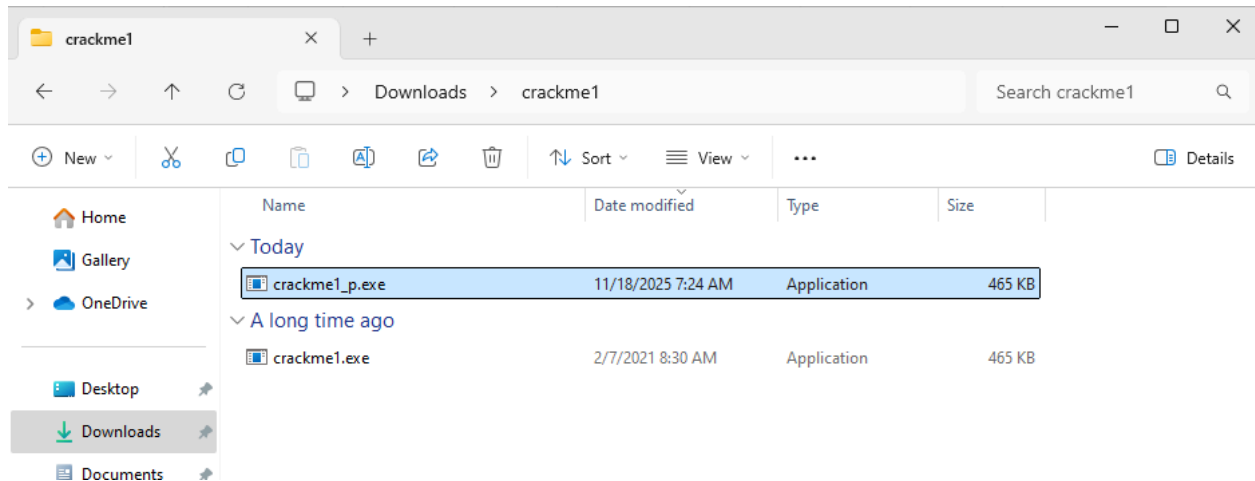 crackme1
Downloads > crackme1
Search crackme1
New
Sort
View
Details
Home
Gallery
OneDrive
Desktop
Downloads
Documents
Name Date modified Type Size
Today
crackme1_p.exe 11/18/2025 7:24 AM Application 465 KB
A long time ago
crackme1.exe 2/7/2021 8:30 AM Application 465 KB